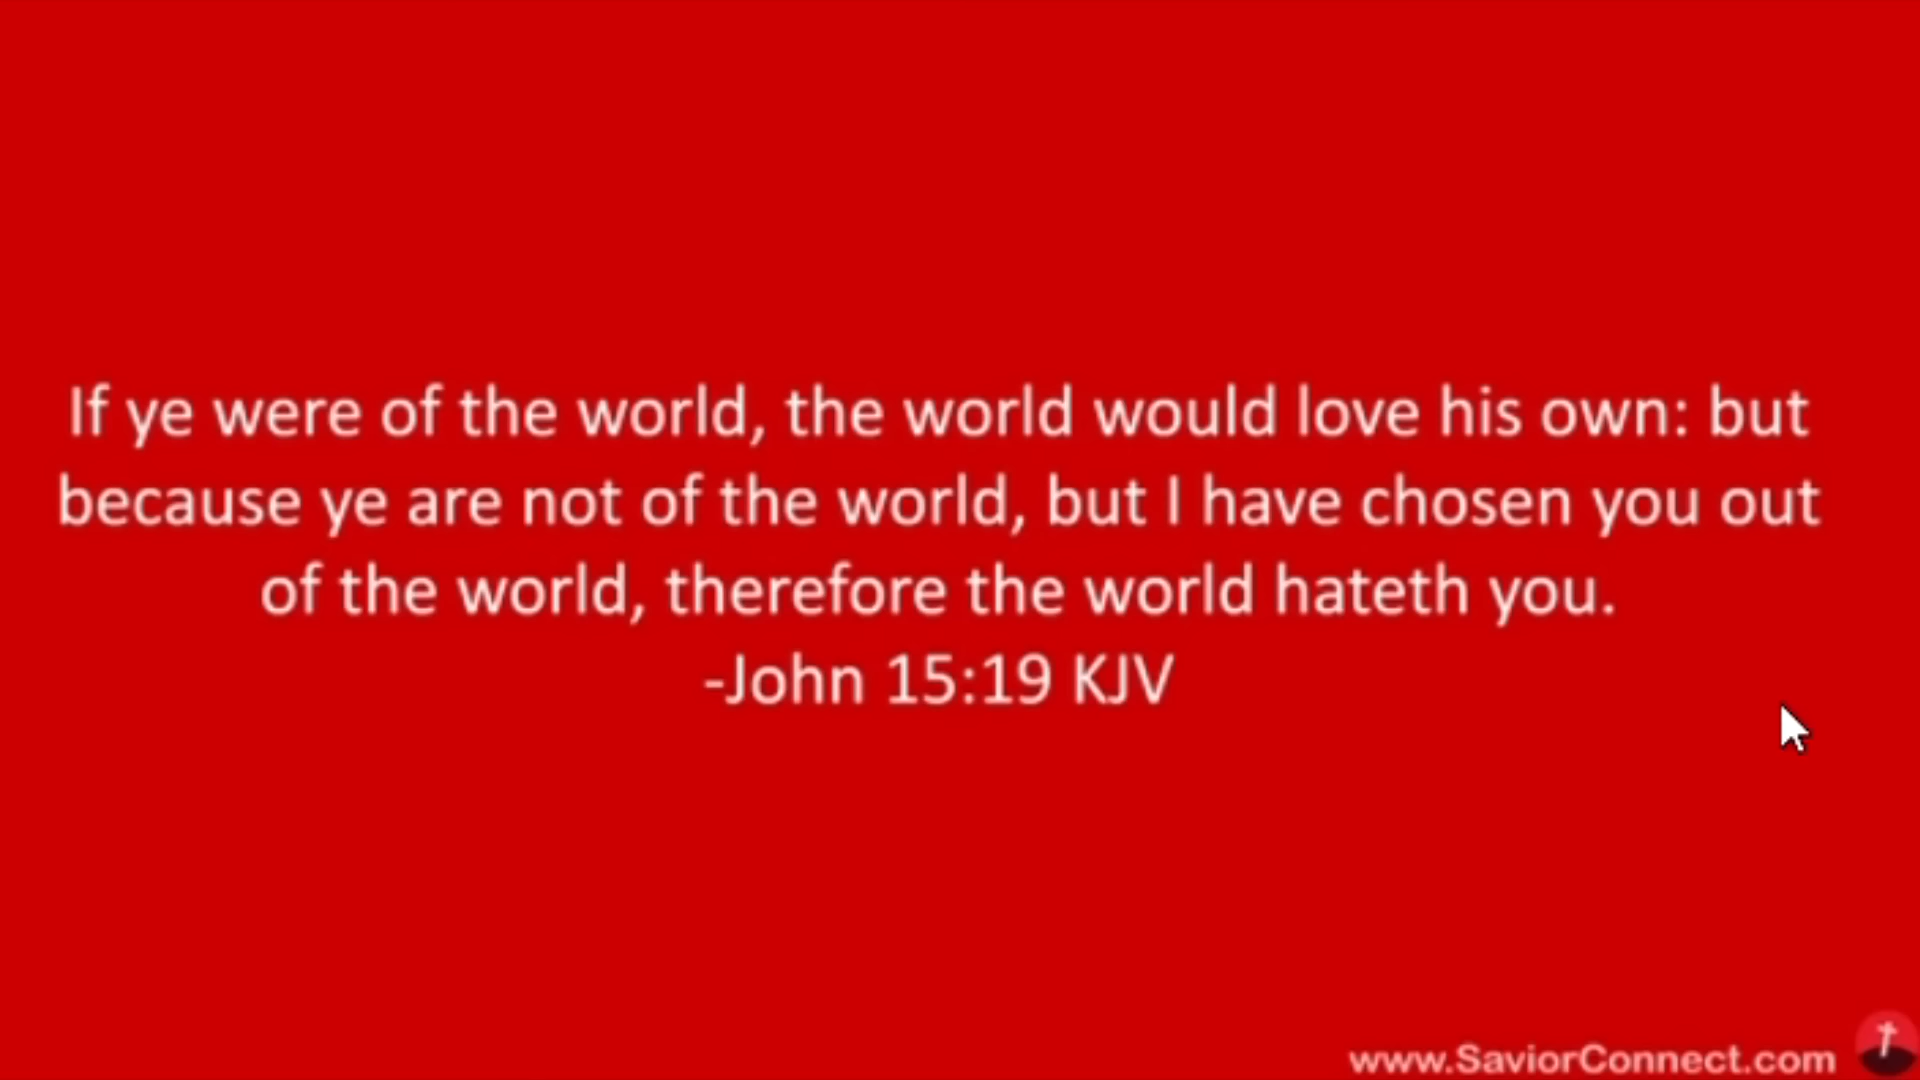 If ye were of the world, the world would love his own: but
because ye are not of the world, but I have chosen you out
of the world, therefore the world hateth you.
-John 15:19 KJV
www.SaviorConnect.com